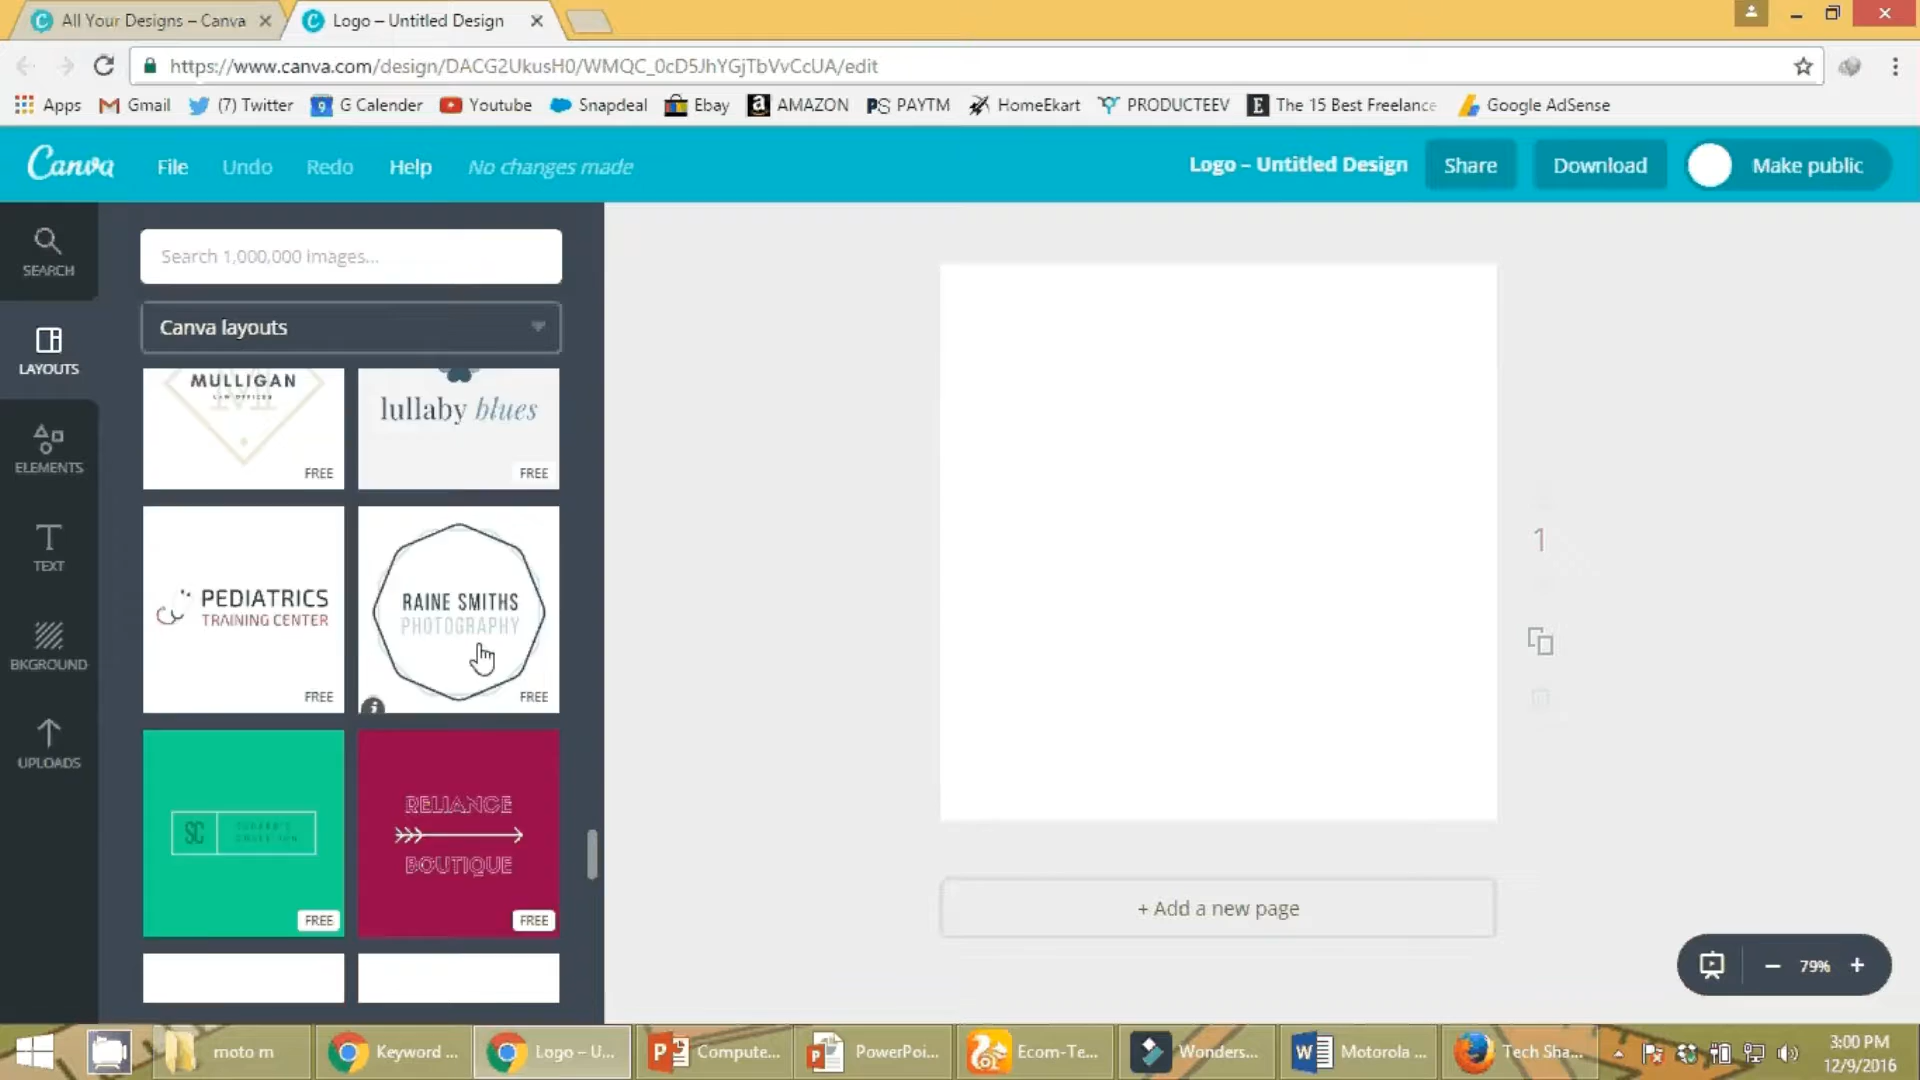 All Your Designs – Canva
Logo – Untitled Design
https://www.canva.com/design/DACG2UkusH0/WMQC_0cD5JhYGjTbVvCcUA/edit
Apps
Gmail
(7) Twitter
G Calender
Youtube
Snapdeal
Ebay
AMAZON
PAYTM
HomeEkart
PRODUCTEEV
The 15 Best Freelance
Google AdSense
Canva
File
Undo
Redo
Help
No changes made
Logo – Untitled Design
Share
Download
Make public
SEARCH
LAYOUTS
ELEMENTS
TEXT
BKGROUND
UPLOADS
Search 1,000,000 images...
Canva layouts
MULLIGAN
LAW OFFICES
FREE
lullaby blues
FREE
PEDIATRICS
TRAINING CENTER
FREE
RAINE SMITHS
PHOTOGRAPHY
FREE
SC
FREE
RELIANCE
BOUTIQUE
FREE
1
+ Add a new page
79%
moto m
Keyword ...
Logo – U...
Compute...
PowerPoi...
Ecom-Te...
Wonders...
Motorola ...
Tech Sha...
3:00 PM
12/9/2016